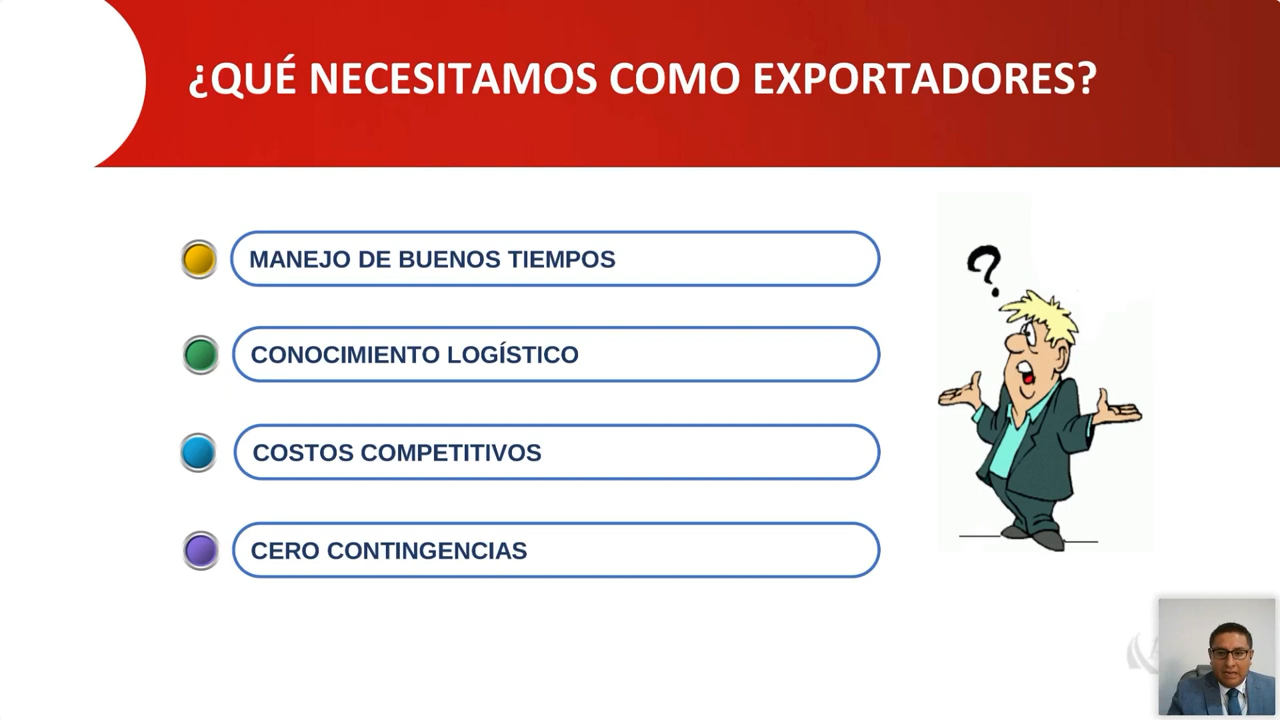 ¿QUÉ NECESITAMOS COMO EXPORTADORES?
MANEJO DE BUENOS TIEMPOS
CONOCIMIENTO LOGÍSTICO
COSTOS COMPETITIVOS
CERO CONTINGENCIAS